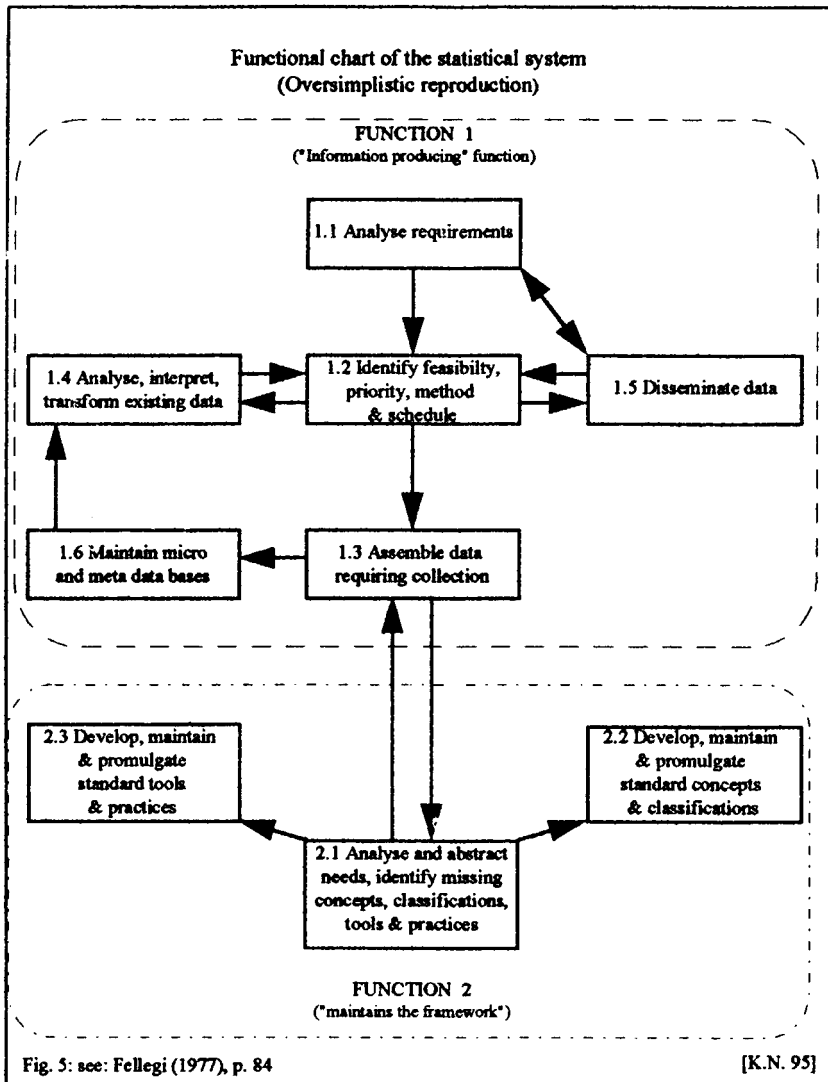 Functional chart of the statistical system
(Oversimplistic reproduction)
FUNCTION 1
("Information producing" function)
1.1 Analyse requirements
1.4 Analyse, interpret,
transform existing data
1.2 Identify feasibilty,
priority, method
& schedule
1.5 Disseminate data
1.6 Maintain micro
and meta data bases
1.3 Assemble data
requiring collection
2.3 Develop, maintain
& promulgate
standard tools
& practices
2.2 Develop, maintain
& promulgate
standard concepts
& classifications
2.1 Analyse and abstract
needs, identify missing
concepts, classifications,
tools & practices
FUNCTION 2
("maintains the framework")
Fig. 5: see: Fellegi (1977), p. 84
[K.N. 95]